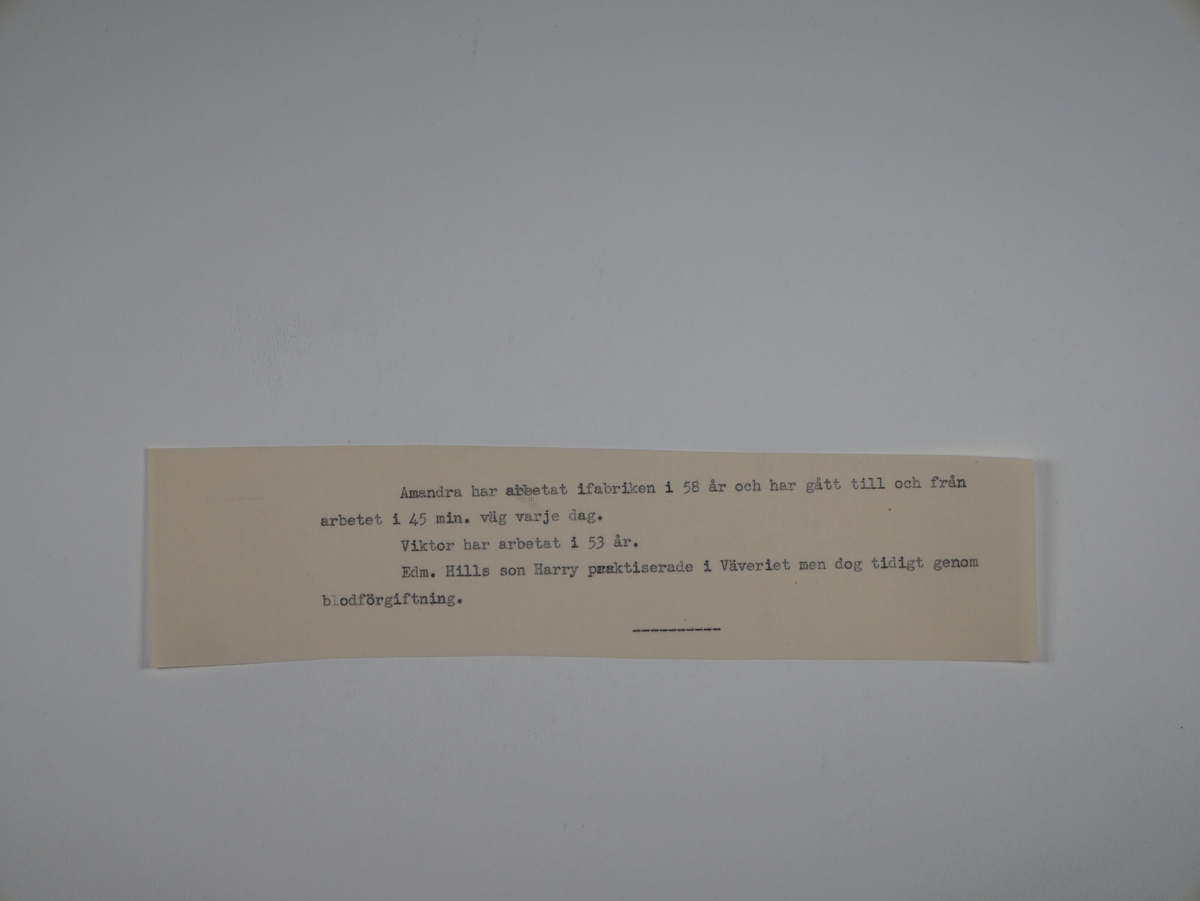 Amandra har arbetat ifabriken i 58 år och har gått till och från
arbetet i 45 min. väg varje dag.
Viktor har arbetat i 53 år.
Edm. Hills son Harry praktiserade i Väveriet men dog tidigt genom
blodförgiftning.
----------